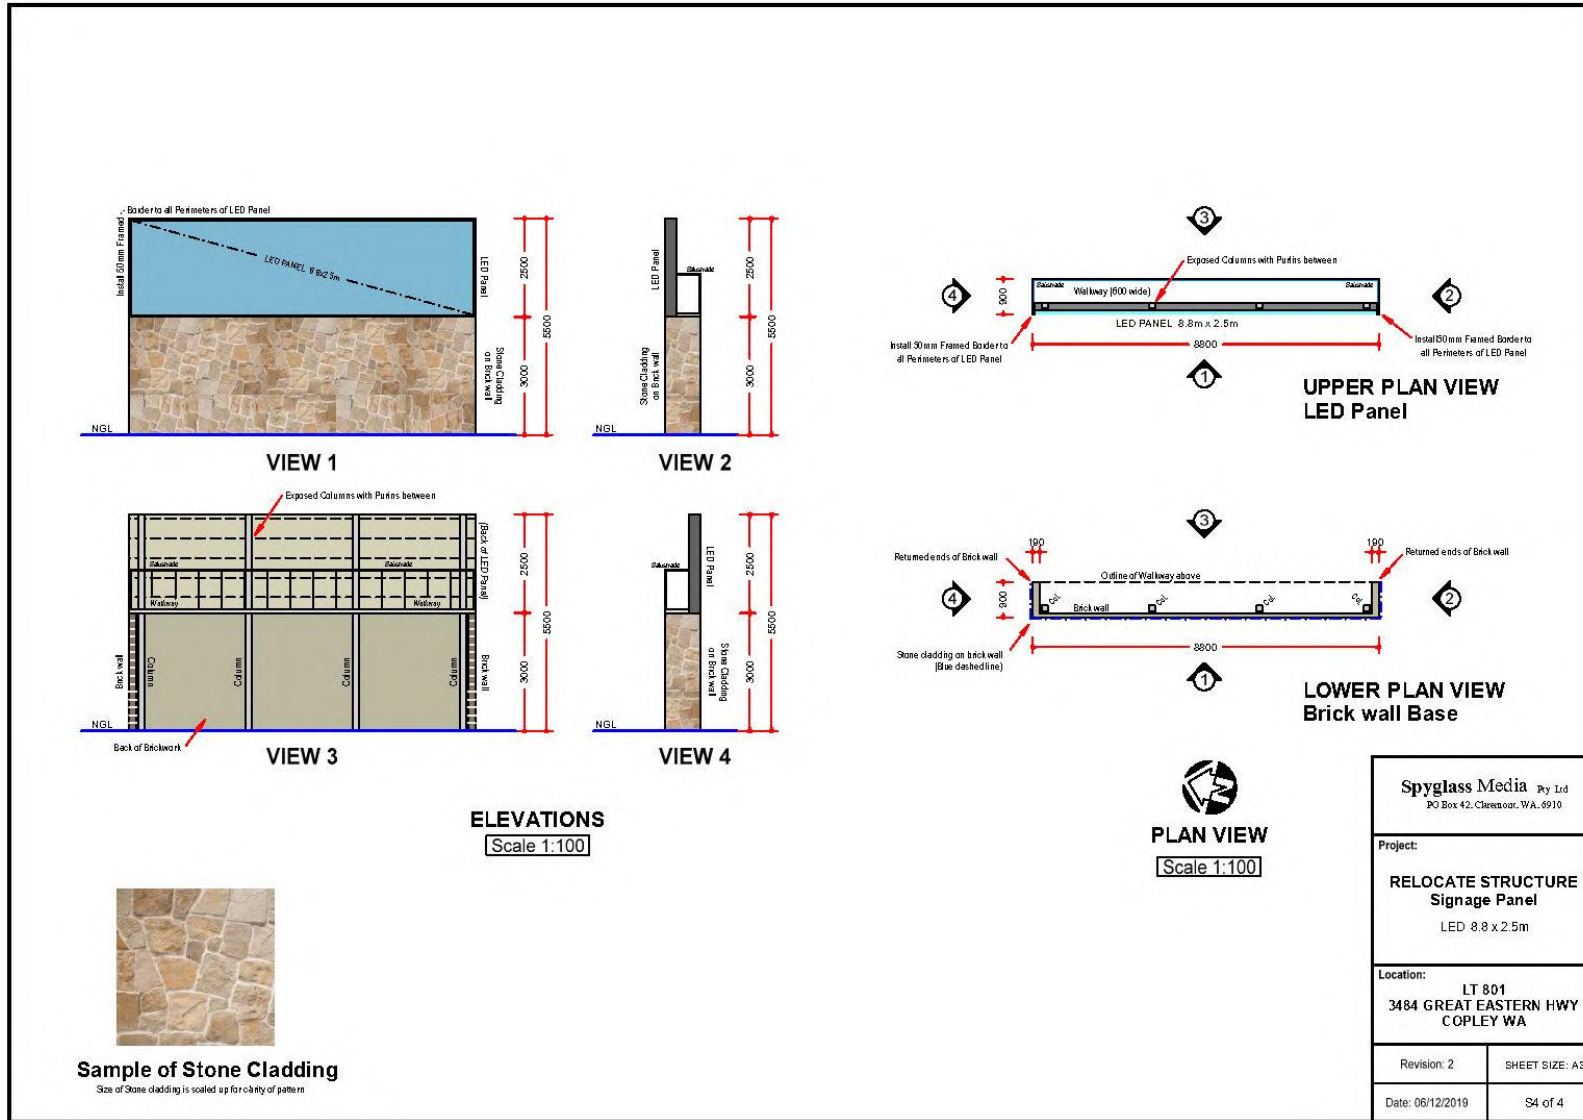 Border to all Perimeters of LED Panel
Install 50mm Framed -
LED PANEL 8.8x2.5m
LED Panel
Stone Cladding
on Brick wall
2500
3000
5500
NGL
VIEW 1
LED Panel
Balustrade
Stone Cladding
on Brick wall
2500
3000
5500
NGL
VIEW 2
Exposed Columns with Purlins between
(Back of LED Panel)
Balustrade
Walkway
Walkway
Brick wall
Column
Column
Column
Column
Brick wall
2500
3000
5500
NGL
Back of Brickwork
VIEW 3
Balustrade
LED Panel
Stone Cladding
on Brick wall
2500
3000
5500
NGL
VIEW 4
ELEVATIONS
Scale 1:100
3
Exposed Columns with Purlins between
4
900
Balustrade
Walkway (600 wide)
Balustrade
2
LED PANEL 8.8m x 2.5m
Install 50mm Framed Border to
all Perimeters of LED Panel
8800
Install 50mm Framed Border to
all Perimeters of LED Panel
1
UPPER PLAN VIEW
LED Panel
3
190
190
Returned ends of Brick wall
Returned ends of Brick wall
Outline of Walkway above
4
900
Col.
Col.
Col.
Col.
Brick wall
2
Stone cladding on brick wall
(Blue dashed line)
8800
1
LOWER PLAN VIEW
Brick wall Base
PLAN VIEW
Scale 1:100
Sample of Stone Cladding
Size of Stone cladding is scaled up for clarity of pattern
Spyglass Media Pty Ltd
PO Box 42, Claremont, WA, 6910
Project:
RELOCATE STRUCTURE
Signage Panel
LED 8.8 x 2.5m
Location:
LT 801
3484 GREAT EASTERN HWY
COPLEY WA
Revision: 2
SHEET SIZE: A3
Date: 06/12/2019
S4 of 4